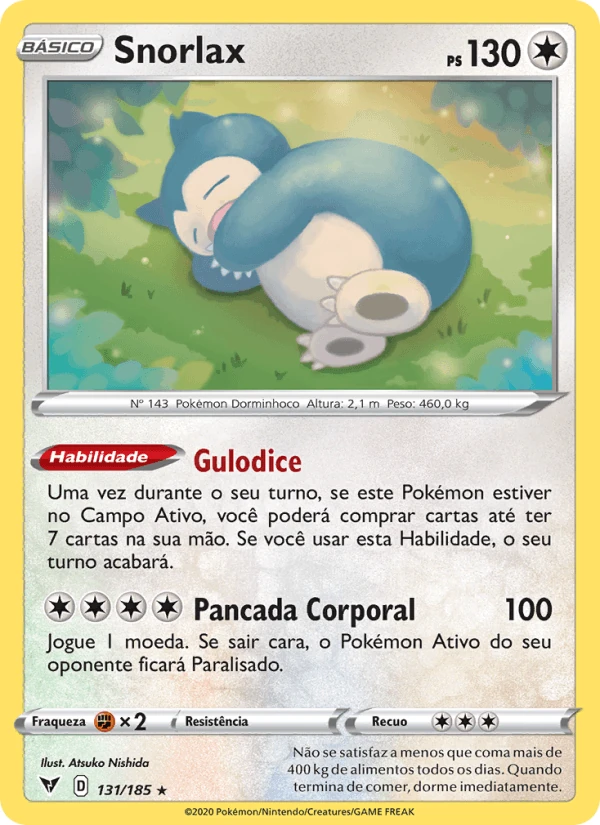 BÁSICO Snorlax PS 130
Nº 143 Pokémon Dorminhoco Altura: 2,1 m Peso: 460,0 kg
Habilidade Gulodice
Uma vez durante o seu turno, se este Pokémon estiver
no Campo Ativo, você poderá comprar cartas até ter
7 cartas na sua mão. Se você usar esta Habilidade, o seu
turno acabará.
Pancada Corporal 100
Jogue 1 moeda. Se sair cara, o Pokémon Ativo do seu
oponente ficará Paralisado.
Fraqueza ×2 Resistência Recuo
Ilust. Atsuko Nishida
D 131/185 ★
Não se satisfaz a menos que coma mais de
400 kg de alimentos todos os dias. Quando
termina de comer, dorme imediatamente.
©2020 Pokémon/Nintendo/Creatures/GAME FREAK